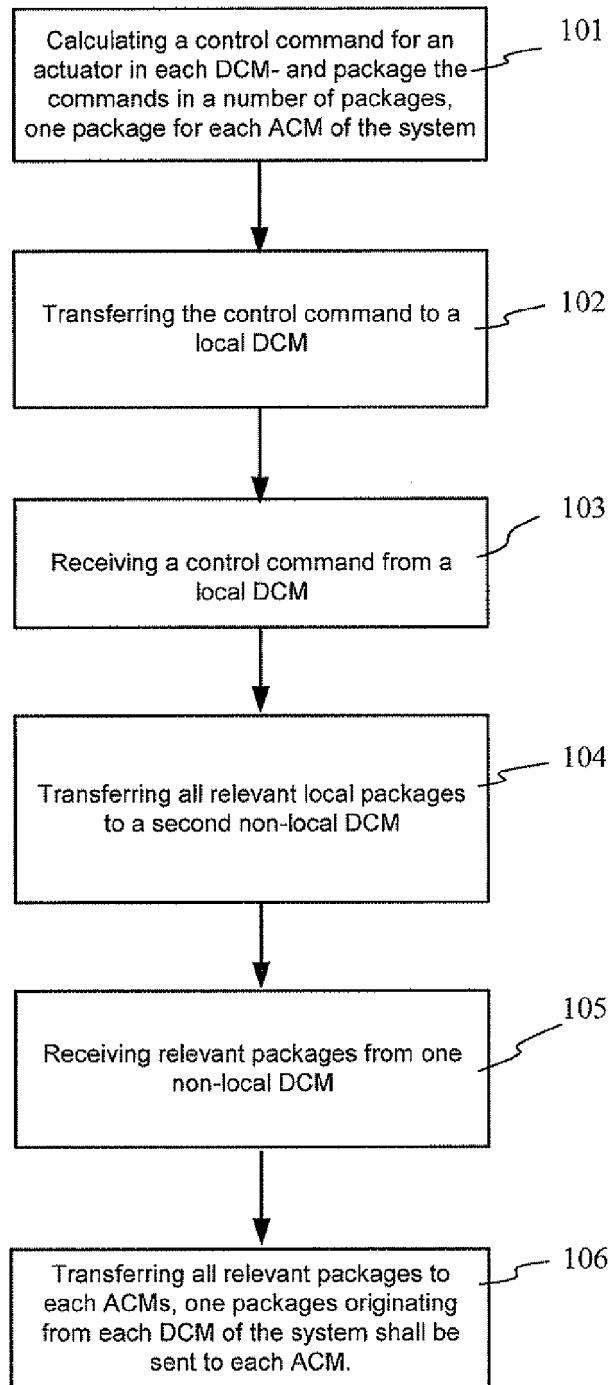 Calculating a control command for an
actuator in each DCM- and package the
commands in a number of packages,
one package for each ACM of the system
101
Transferring the control command to a
local DCM
102
Receiving a control command from a
local DCM
103
Transferring all relevant local packages
to a second non-local DCM
104
Receiving relevant packages from one
non-local DCM
105
Transferring all relevant packages to
each ACMs, one packages originating
from each DCM of the system shall be
sent to each ACM.
106